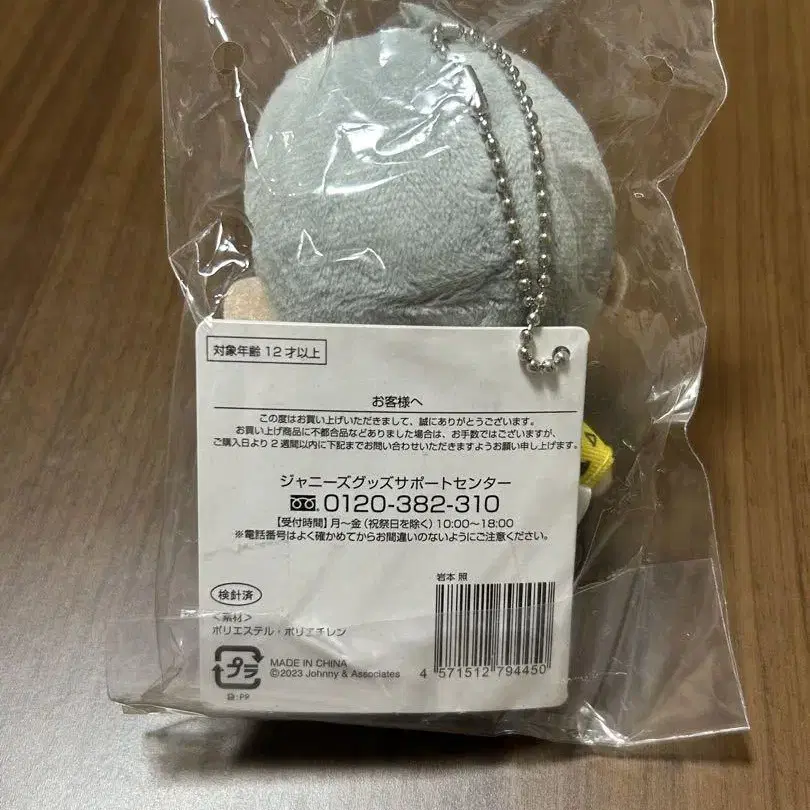 対象年齢 12 才以上
お客様へ
この度はお買い上げいただきまして、誠にありがとうございます。
お買い上げ商品に不都合品などありました場合は、お手数ではございますが、
ご購入日より 2 週間以内に下記までお問い合わせいただきますようお願い申し上げます。
ジャニーズグッズサポートセンター
0120-382-310
【受付時間】月〜金（祝祭日を除く）10:00〜18:00
※電話番号はよく確かめてからお間違いのないようにご注意ください。
岩本 照
検針済
<素材>
ポリエステル・ポリエチレン
プラ
MADE IN CHINA
©2023 Johnny & Associates
4 571512 794450
袋:PP